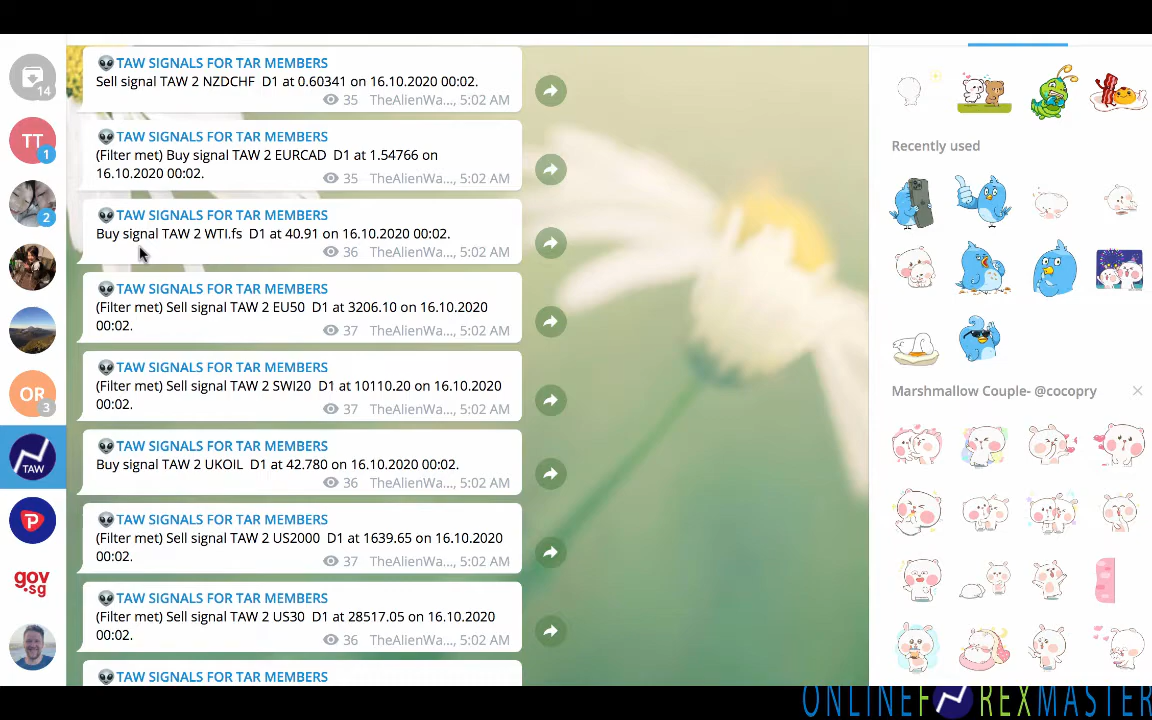 14
TT
1
2
OR
3
TAW
P
gov
sg
TAW SIGNALS FOR TAR MEMBERS
Sell signal TAW 2 NZDCHF D1 at 0.60341 on 16.10.2020 00:02.
35 TheAlienWa..., 5:02 AM
TAW SIGNALS FOR TAR MEMBERS
(Filter met) Buy signal TAW 2 EURCAD D1 at 1.54766 on
16.10.2020 00:02.
35 TheAlienWa..., 5:02 AM
TAW SIGNALS FOR TAR MEMBERS
Buy signal TAW 2 WTI.fs D1 at 40.91 on 16.10.2020 00:02.
36 TheAlienWa..., 5:02 AM
TAW SIGNALS FOR TAR MEMBERS
(Filter met) Sell signal TAW 2 EU50 D1 at 3206.10 on 16.10.2020
00:02.
37 TheAlienWa..., 5:02 AM
TAW SIGNALS FOR TAR MEMBERS
(Filter met) Sell signal TAW 2 SWI20 D1 at 10110.20 on 16.10.2020
00:02.
37 TheAlienWa..., 5:02 AM
TAW SIGNALS FOR TAR MEMBERS
Buy signal TAW 2 UKOIL D1 at 42.780 on 16.10.2020 00:02.
36 TheAlienWa..., 5:02 AM
TAW SIGNALS FOR TAR MEMBERS
(Filter met) Sell signal TAW 2 US2000 D1 at 1639.65 on 16.10.2020
00:02.
37 TheAlienWa..., 5:02 AM
TAW SIGNALS FOR TAR MEMBERS
(Filter met) Sell signal TAW 2 US30 D1 at 28517.05 on 16.10.2020
00:02.
36 TheAlienWa..., 5:02 AM
TAW SIGNALS FOR TAR MEMBERS
Recently used
Marshmallow Couple- @cocopry
ONLINEFOREXMASTER